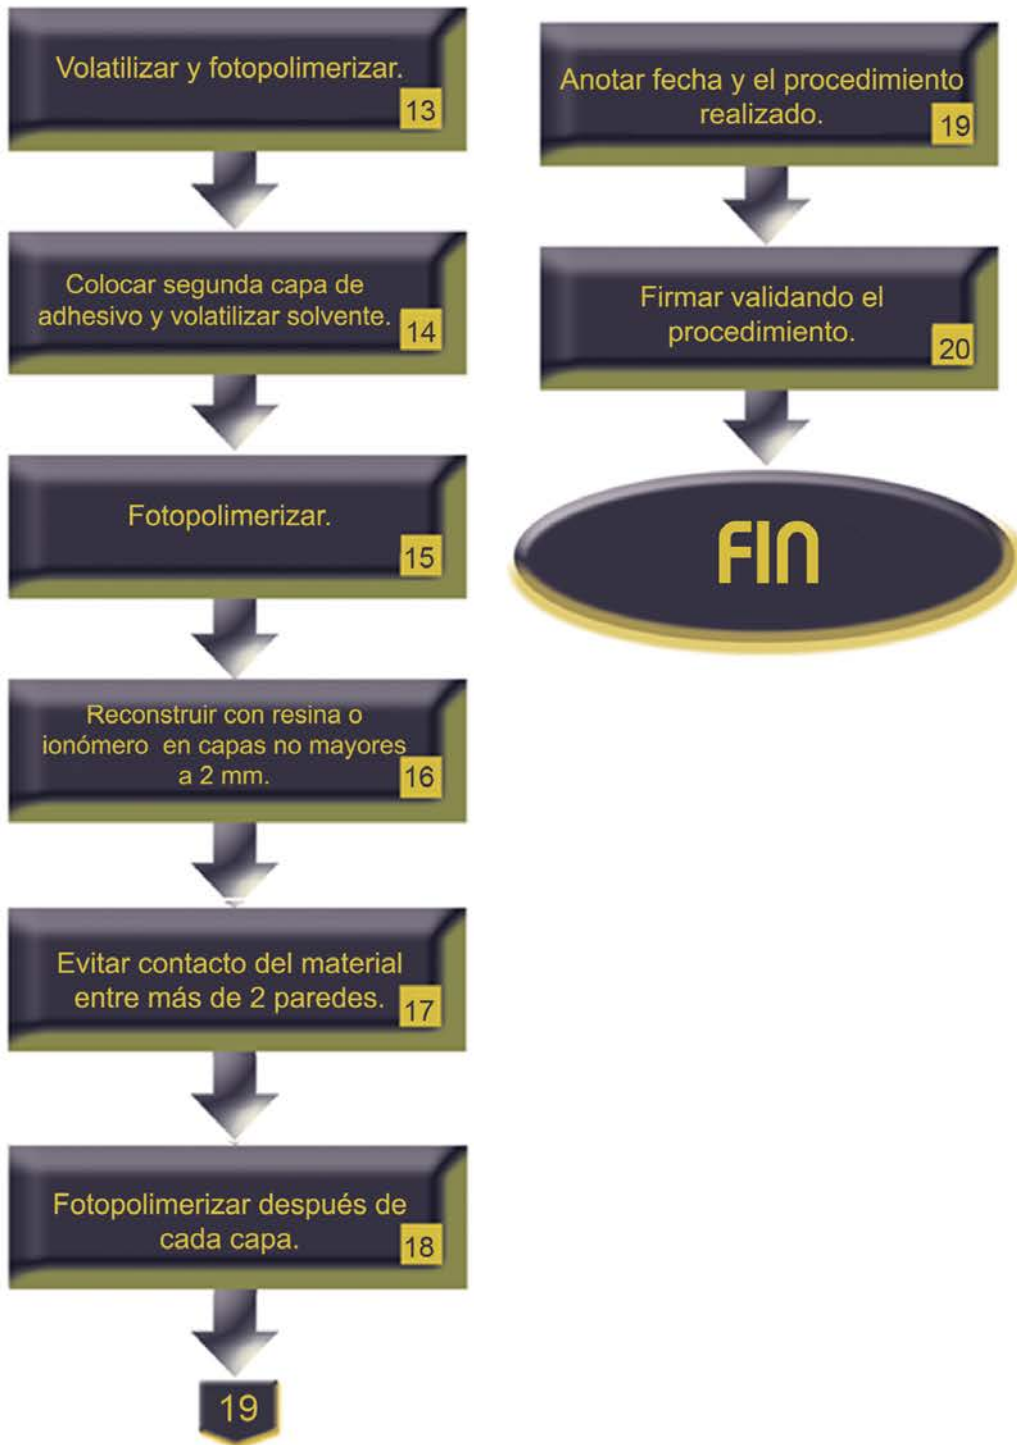 Volatilizar y fotopolimerizar.
13
Colocar segunda capa de
adhesivo y volatilizar solvente.
14
Fotopolimerizar.
15
Reconstruir con resina o
ionómero en capas no mayores
a 2 mm.
16
Evitar contacto del material
entre más de 2 paredes.
17
Fotopolimerizar después de
cada capa.
18
19
Anotar fecha y el procedimiento
realizado.
19
Firmar validando el
procedimiento.
20
FIN